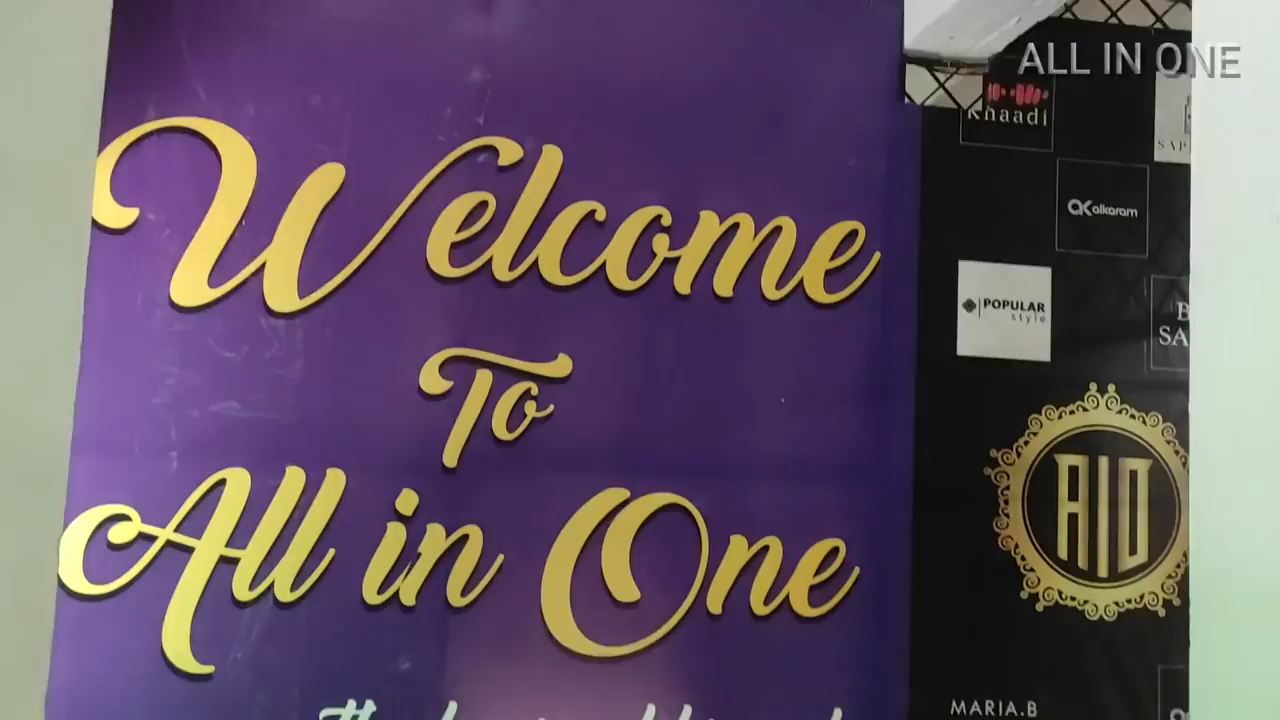 ALL IN ONE
Khaadi
alkaram
POPULAR
style
Welcome
To
All in One
AIO
MARIA.B